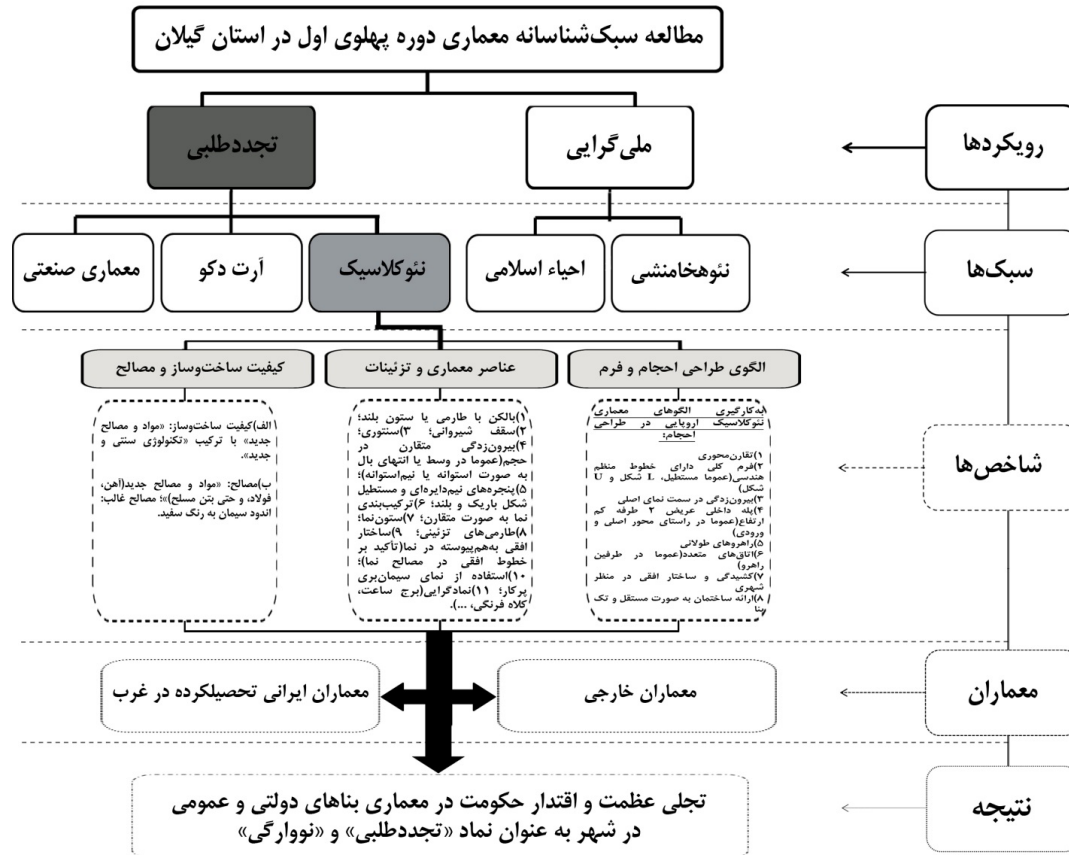 مطالعه سبک‌شناسانه معماری دوره پهلوی اول در استان گیلان
رویکردها
ملی‌گرایی
تجددطلبی
سبک‌ها
نئوهخامنشی
احیاء اسلامی
نئوکلاسیک
آرت دکو
معماری صنعتی
شاخص‌ها
الگوی طراحی احجام و فرم
به‌کارگیری الگوهای معماری
نئوکلاسیک اروپایی در طراحی
احجام:
۱)تقارن‌محوری
۲)فرم کلی دارای خطوط منظم
هندسی(عموما مستطیل، L شکل و U
شکل)
۳)بیرون‌زدگی در سمت نمای اصلی
۴)پله داخلی عریض ۲ طرفه کم
ارتفاع(عموما در راستای محور اصلی و
ورودی)
۵)راهروهای طولانی
۶)اتاق‌های متعدد(عموما در طرفین
راهرو)
۷)کشیدگی و ساختار افقی در منظر
شهری
۸)ارائه ساختمان به صورت مستقل و تک
بنا
عناصر معماری و تزئینات
۱)بالکن با طارمی یا ستون بلند؛
۲)سقف شیروانی؛ ۳)سنتوری؛
۴)بیرون‌زدگی متقارن در
حجم(عموما در وسط یا انتهای بال
به صورت استوانه یا نیم‌استوانه)؛
۵)پنجره‌های نیم‌دایره‌ای و مستطیل
شکل باریک و بلند؛ ۶)ترکیب‌بندی
نما به صورت متقارن؛ ۷)ستون‌نما؛
۸)طارمی‌های تزئینی؛ ۹)ساختار
افقی به‌هم‌پیوسته در نما(تأکید بر
خطوط افقی در مصالح نما)؛
۱۰)استفاده از نمای سیمان‌بری
پرکار؛ ۱۱)نمادگرایی(برج ساعت،
کلاه فرنگی، ...).
کیفیت ساخت‌وساز و مصالح
الف)کیفیت ساخت‌وساز: «مواد و مصالح
جدید» با ترکیب «تکنولوژی سنتی و
جدید».
ب)مصالح: «مواد و مصالح جدید(آهن،
فولاد، و حتی بتن مسلح)»؛ مصالح غالب:
اندود سیمان به رنگ سفید.
معماران
معماران خارجی
معماران ایرانی تحصیلکرده در غرب
نتیجه
تجلی عظمت و اقتدار حکومت در معماری بناهای دولتی و عمومی
در شهر به عنوان نماد «تجددطلبی» و «نووارگی»